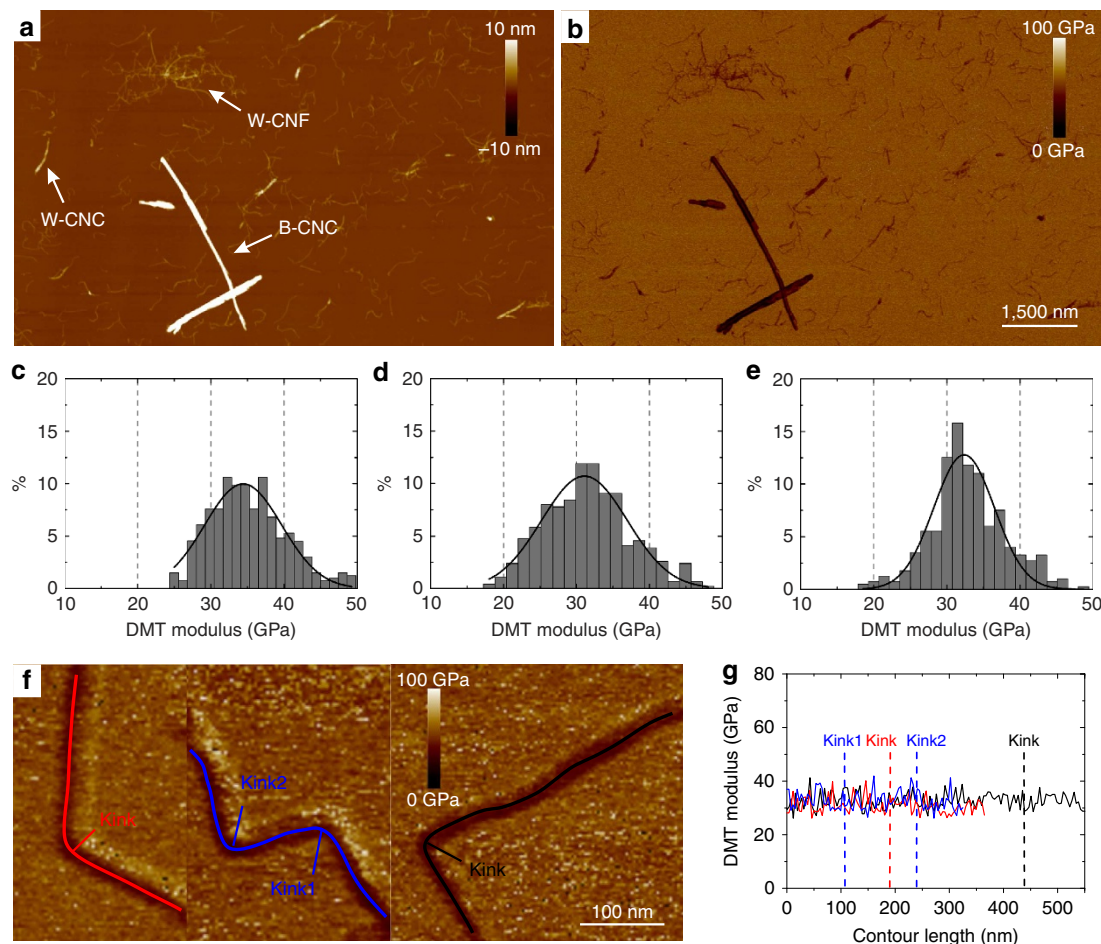 a
10 nm
W-CNF
–10 nm
W-CNC
B-CNC
b
100 GPa
0 GPa
1,500 nm
c
20
15
%
10
5
0
10 20 30 40 50
DMT modulus (GPa)
d
20
15
%
10
5
0
10 20 30 40 50
DMT modulus (GPa)
e
20
15
%
10
5
0
10 20 30 40 50
DMT modulus (GPa)
f
Kink
Kink2
Kink1
100 GPa
0 GPa
Kink
100 nm
g
80
60
40
20
0
DMT modulus (GPa)
Kink1 Kink Kink2 Kink
0 100 200 300 400 500
Contour length (nm)